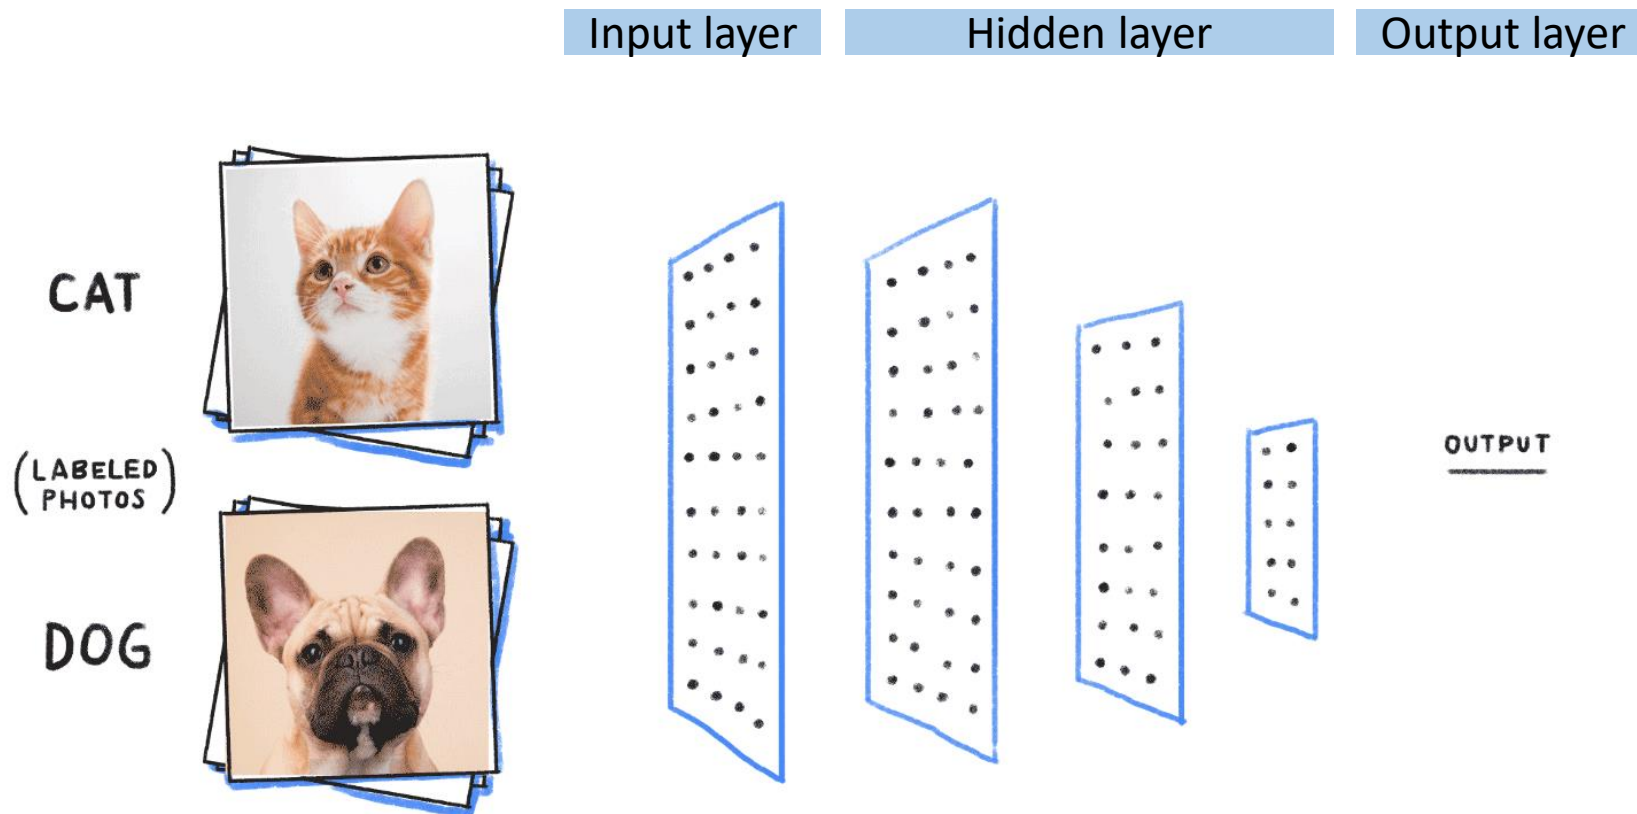 Input layer
Hidden layer
Output layer
CAT
(LABELED
PHOTOS)
DOG
OUTPUT